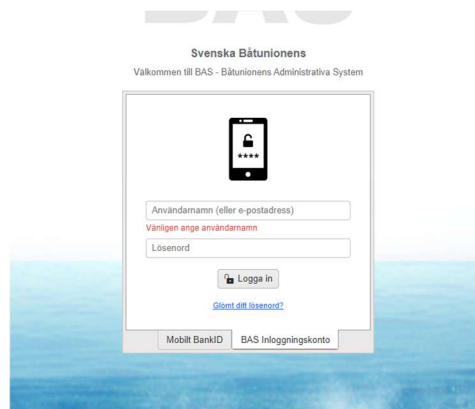 BAS
Svenska Båtunionens
Välkommen till BAS - Båtunionens Administrativa System
****
Användarnamn (eller e-postadress)
Vänligen ange användarnamn
Lösenord
Logga in
Glömt ditt lösenord?
Mobilt BankID
BAS Inloggningskonto